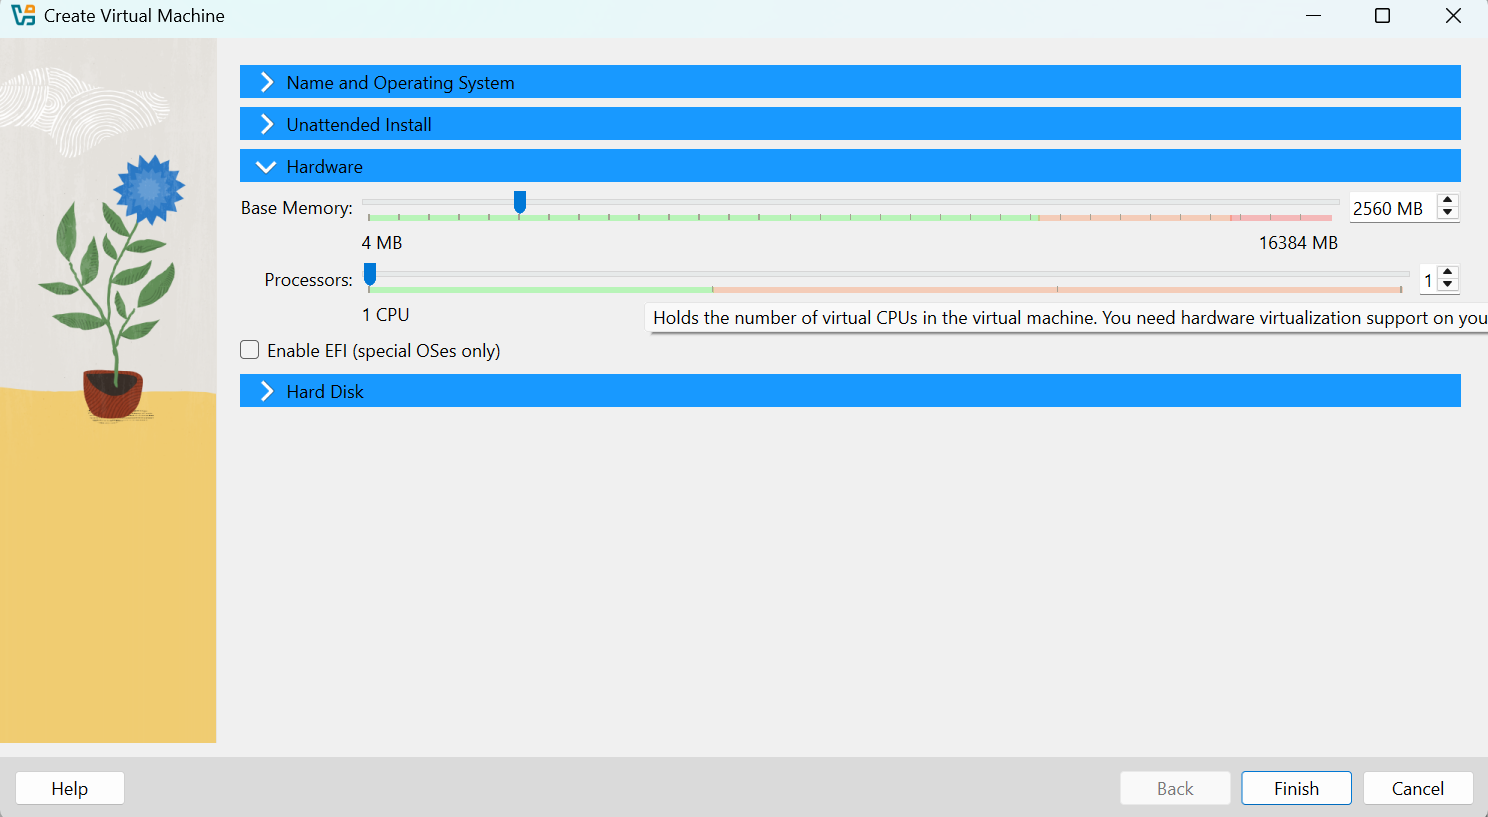 Create Virtual Machine
Name and Operating System
Unattended Install
Hardware
Base Memory: 2560 MB
4 MB 16384 MB
Processors: 1
1 CPU
Holds the number of virtual CPUs in the virtual machine. You need hardware virtualization support on you
Enable EFI (special OSes only)
Hard Disk
Help Back Finish Cancel